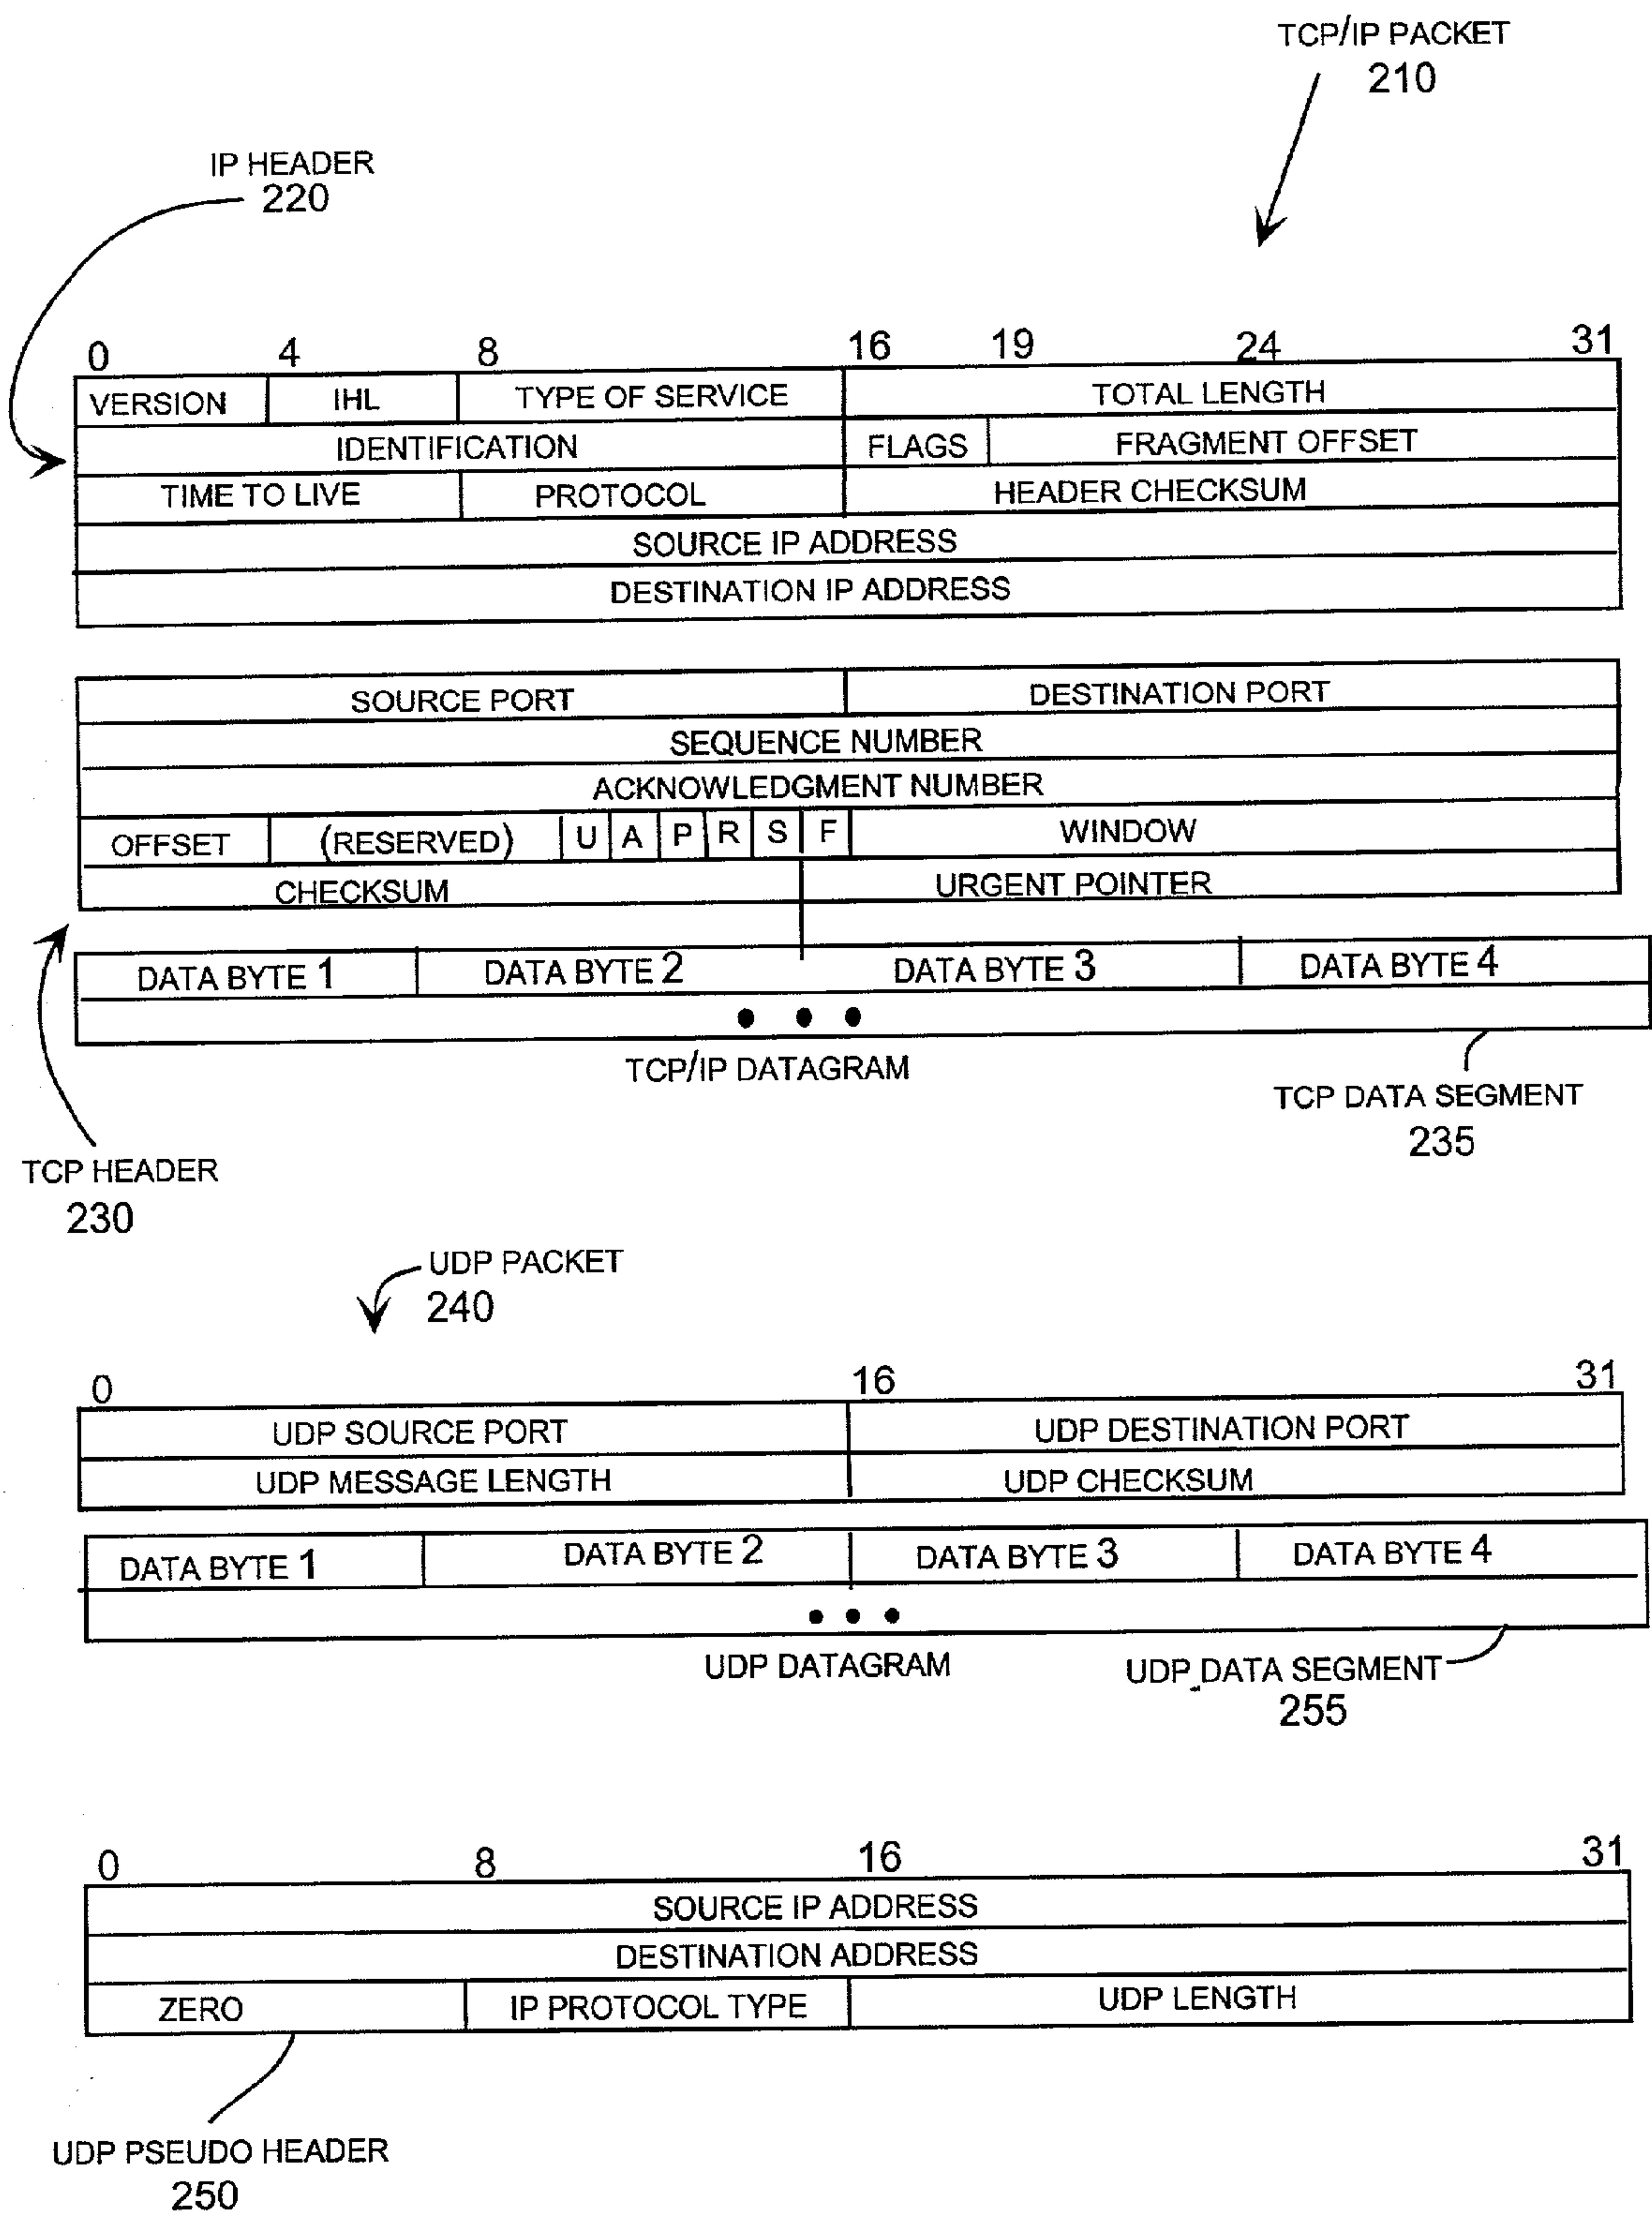 TCP/IP PACKET
210
IP HEADER
220
0 4 8 16 19 24 31
VERSION IHL TYPE OF SERVICE TOTAL LENGTH
IDENTIFICATION FLAGS FRAGMENT OFFSET
TIME TO LIVE PROTOCOL HEADER CHECKSUM
SOURCE IP ADDRESS
DESTINATION IP ADDRESS
SOURCE PORT DESTINATION PORT
SEQUENCE NUMBER
ACKNOWLEDGMENT NUMBER
OFFSET (RESERVED) U A P R S F WINDOW
CHECKSUM URGENT POINTER
DATA BYTE 1 DATA BYTE 2 DATA BYTE 3 DATA BYTE 4
• • •
TCP/IP DATAGRAM
TCP DATA SEGMENT
235
TCP HEADER
230
UDP PACKET
240
0 16 31
UDP SOURCE PORT UDP DESTINATION PORT
UDP MESSAGE LENGTH UDP CHECKSUM
DATA BYTE 1 DATA BYTE 2 DATA BYTE 3 DATA BYTE 4
• • •
UDP DATAGRAM
UDP DATA SEGMENT
255
0 8 16 31
SOURCE IP ADDRESS
DESTINATION ADDRESS
ZERO IP PROTOCOL TYPE UDP LENGTH
UDP PSEUDO HEADER
250